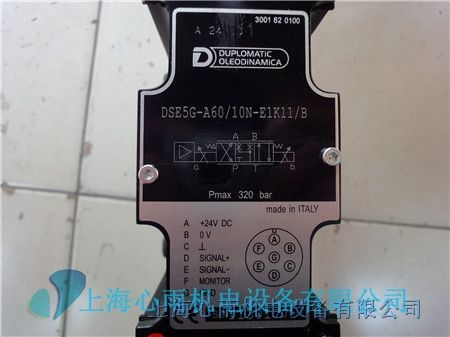 3001 62 0100
A 24
D
DUPLOMATIC
OLEODINAMICA
DSE5G-A60/10N-E1K11/B
A B
a P T b
Pmax 320 bar
made in ITALY
A +24V DC
B 0 V
C ⊥
D SIGNAL+
E SIGNAL-
F MONITOR
A
F B
G
E C
D
上海心雨机电设备有限公司